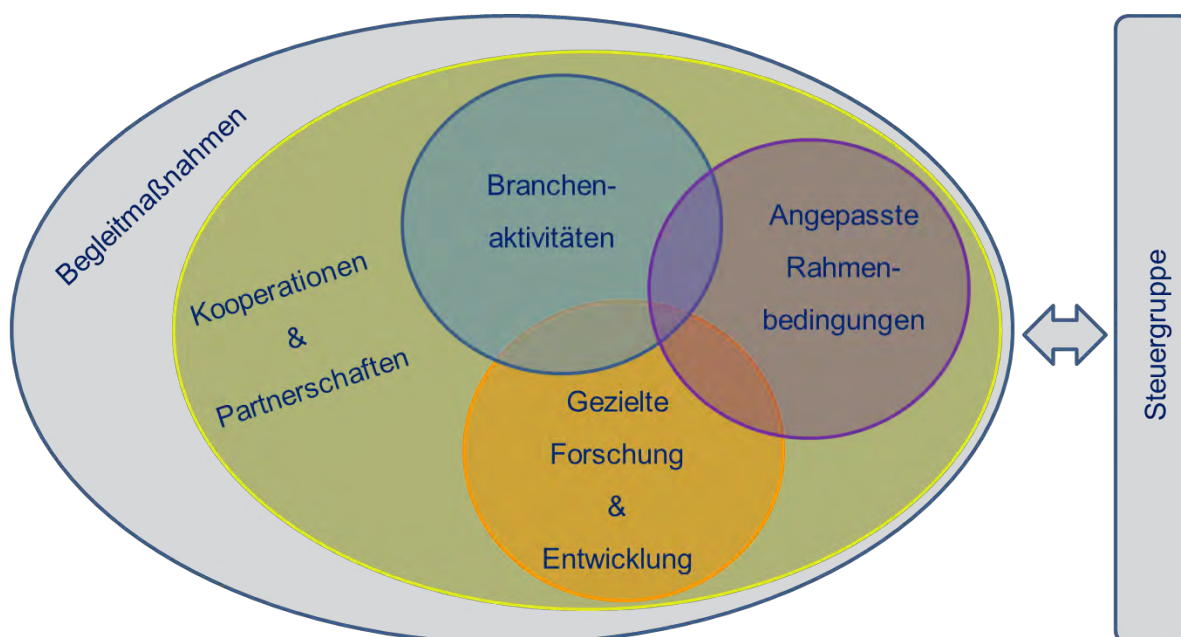 Begleitmaßnahmen
Kooperationen
&
Partnerschaften
Branchen-
aktivitäten
Angepasste
Rahmen-
bedingungen
Gezielte
Forschung
&
Entwicklung
Steuergruppe